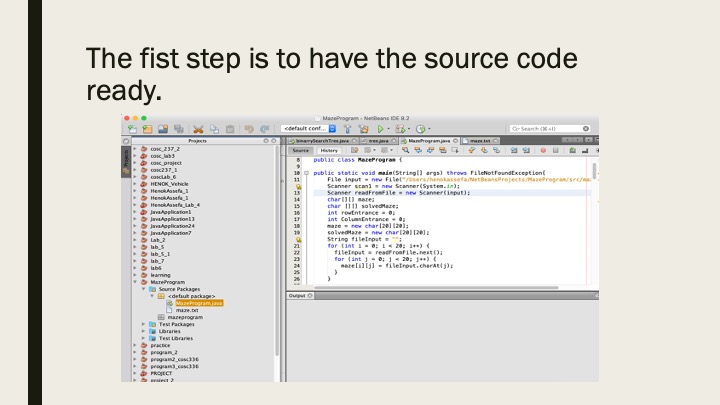 The fist step is to have the source code
ready.
MazeProgram - NetBeans IDE 8.2
<default conf...
Search (⌘+I)
Projects
cosc_237_2
cosc_lab3
cosc_project
cosc237_1
coscLab_6
HENOK_Vehicle
HenokAssefa_1
HenokAssefa_Lab_4
JavaApplication1
JavaApplication13
JavaApplication24
JavaApplication7
Lab_2
lab_5
lab_5_1
lab_7
lab6
learning
MazeProgram
Source Packages
<default package>
MazeProgram.java
maze.txt
mazeprogram
Test Packages
Libraries
Test Libraries
practice
program_2
program2_cosc336
program3_cosc336
PROJECT
project_2
binarrySearchTree.java
tree.java
MazeProgram.java
maze.txt
Source
History
8 public class MazeProgram {
9
10 public static void main(String[] args) throws FileNotFoundException{
11 File input = new File("/Users/henokassefa/NetBeansProjects/MazeProgram/src/ma
Scanner scan1 = new Scanner(System.in);
13 Scanner readFromFile = new Scanner(input);
14 char[][] maze;
15 char [][] solvedMaze;
16 int rowEntrance = 0;
17 int ColumnEntrance = 0;
18 maze = new char[20][20];
19 solvedMaze = new char[20][20];
String fileInput = "";
21 for (int i = 0; i < 20; i++) {
22 fileInput = readFromFile.next();
23 for (int j = 0; j < 20; j++) {
24 maze[i][j] = fileInput.charAt(j);
25 }
26 }
Output